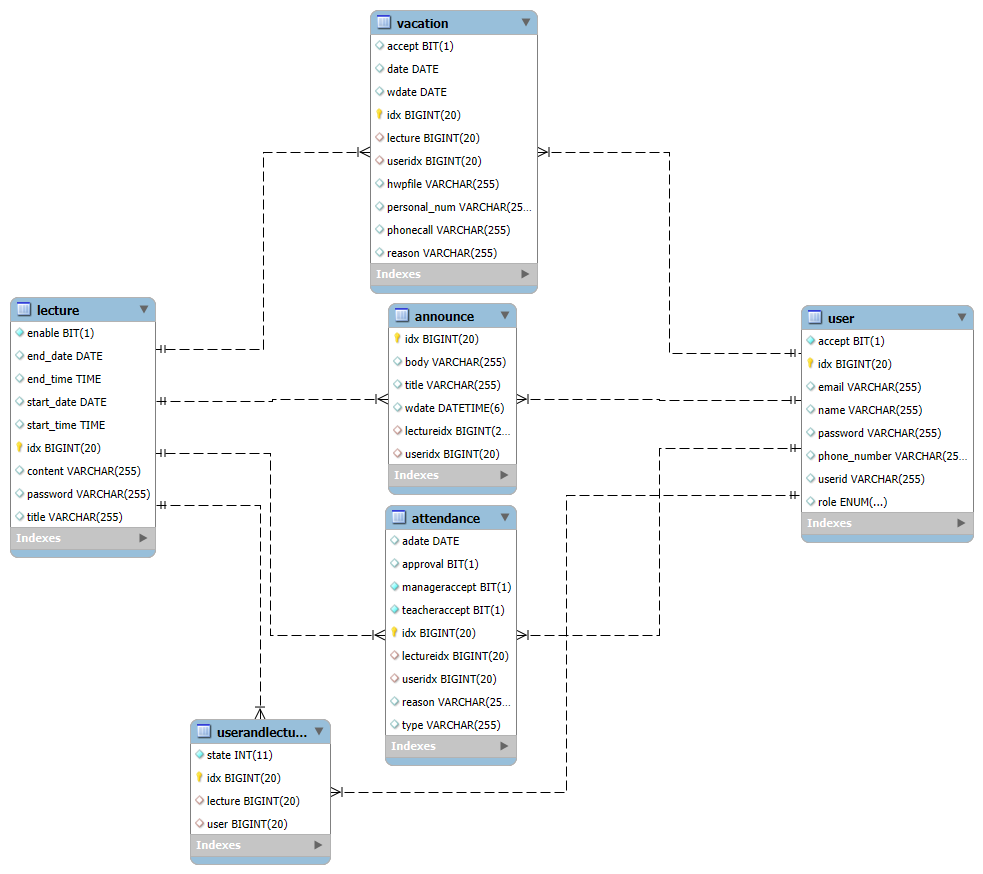 vacation
accept BIT(1)
date DATE
wdate DATE
idx BIGINT(20)
lecture BIGINT(20)
useridx BIGINT(20)
hwpfile VARCHAR(255)
personal_num VARCHAR(25...
phonecall VARCHAR(255)
reason VARCHAR(255)
Indexes
lecture
enable BIT(1)
end_date DATE
end_time TIME
start_date DATE
start_time TIME
idx BIGINT(20)
content VARCHAR(255)
password VARCHAR(255)
title VARCHAR(255)
Indexes
announce
idx BIGINT(20)
body VARCHAR(255)
title VARCHAR(255)
wdate DATETIME(6)
lectureidx BIGINT(2...
useridx BIGINT(20)
Indexes
user
accept BIT(1)
idx BIGINT(20)
email VARCHAR(255)
name VARCHAR(255)
password VARCHAR(255)
phone_number VARCHAR(25...
userid VARCHAR(255)
role ENUM(...)
Indexes
attendance
adate DATE
approval BIT(1)
manageraccept BIT(1)
teacheraccept BIT(1)
idx BIGINT(20)
lectureidx BIGINT(20)
useridx BIGINT(20)
reason VARCHAR(25...
type VARCHAR(255)
Indexes
userandlectu...
state INT(11)
idx BIGINT(20)
lecture BIGINT(20)
user BIGINT(20)
Indexes